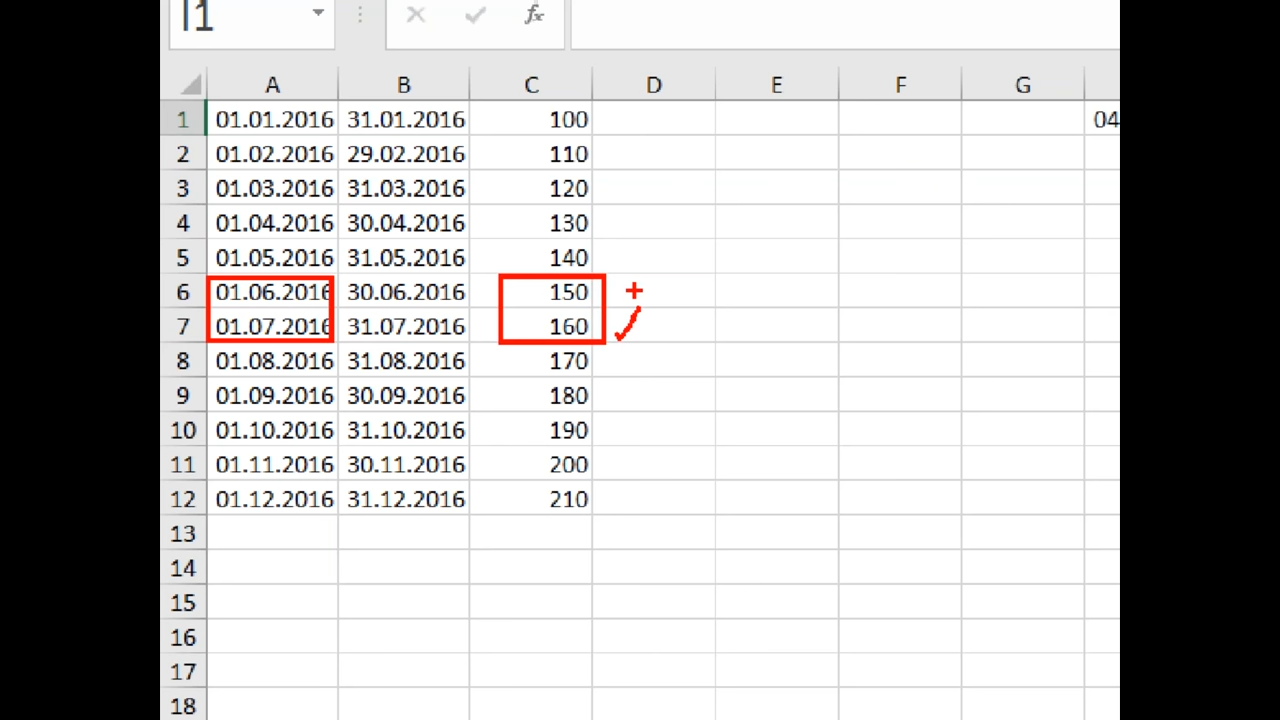 I1 fx
A B C D E F G
1 01.01.2016 31.01.2016 100 04
2 01.02.2016 29.02.2016 110
3 01.03.2016 31.03.2016 120
4 01.04.2016 30.04.2016 130
5 01.05.2016 31.05.2016 140
6 01.06.2016 30.06.2016 150 +
7 01.07.2016 31.07.2016 160
8 01.08.2016 31.08.2016 170
9 01.09.2016 30.09.2016 180
10 01.10.2016 31.10.2016 190
11 01.11.2016 30.11.2016 200
12 01.12.2016 31.12.2016 210
13
14
15
16
17
18